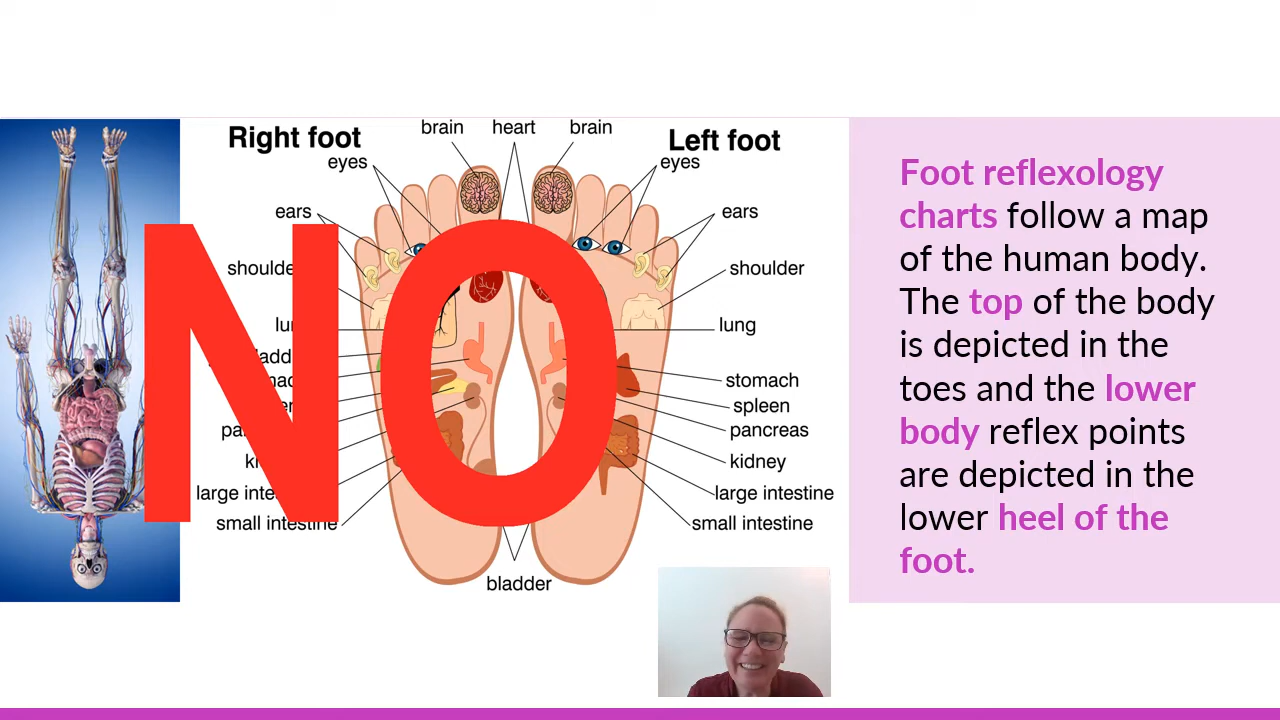 Right foot
brain
heart
brain
Left foot
eyes
eyes
ears
ears
shoulder
lung
stomach
spleen
pancreas
kidney
large intestine
large intestine
small intestine
small intestine
bladder
NO
Foot reflexology
charts follow a map
of the human body.
The top of the body
is depicted in the
toes and the lower
body reflex points
are depicted in the
lower heel of the
foot.